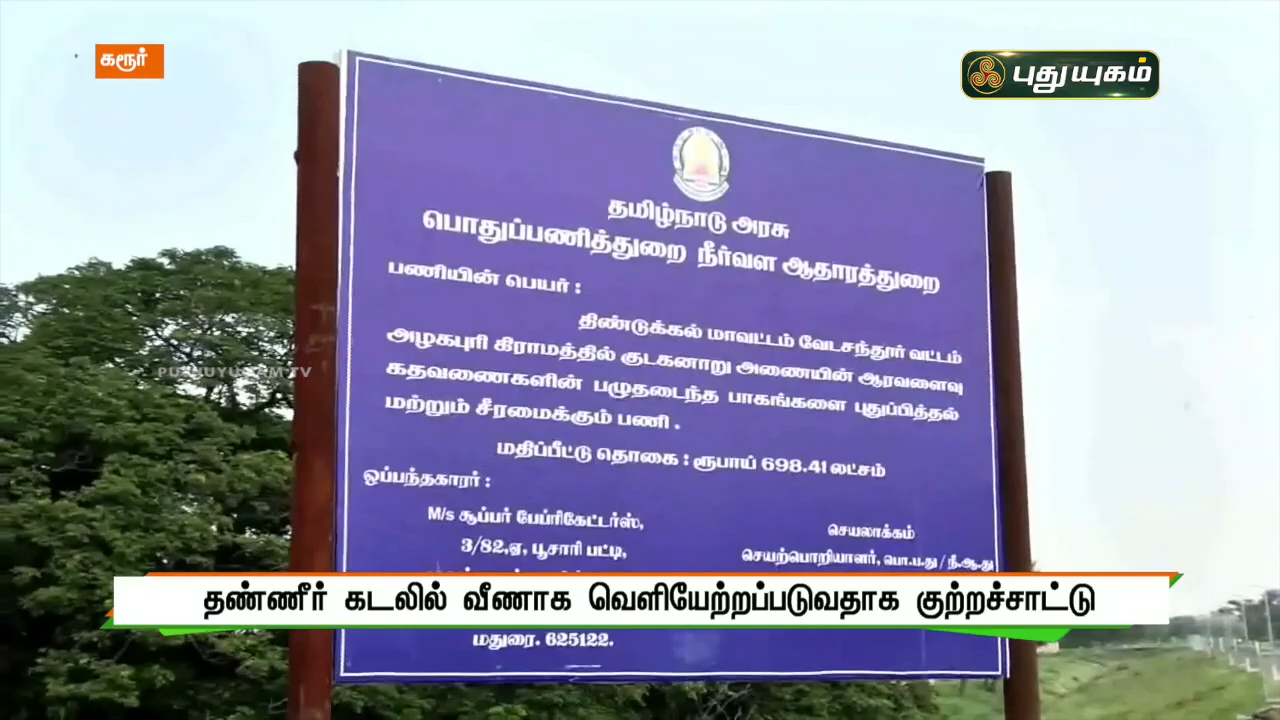 கரூர்
புதுயுகம்
தமிழ்நாடு அரசு
பொதுப்பணித்துறை நீர்வள ஆதாரத்துறை
பணியின் பெயர் :
திண்டுக்கல் மாவட்டம் வேடசந்தூர் வட்டம்
அழகபுரி கிராமத்தில் குடகனாறு அணையின் ஆரவளைவு
கதவணைகளின் பழுதடைந்த பாகங்களை புதுப்பித்தல்
மற்றும் சீரமைக்கும் பணி .
மதிப்பீட்டு தொகை : ரூபாய் 698.41 லட்சம்
ஒப்பந்தகாரர் :
M/s சூப்பர் பேப்ரிகேட்டர்ஸ்,
3/82,ஏ, பூசாரி பட்டி,
செயலாக்கம்
செயற்பொறியாளர், பொ.ப.து / நீ.ஆ.து
தண்ணீர் கடலில் வீணாக வெளியேற்றப்படுவதாக குற்றச்சாட்டு
மதுரை. 625122.